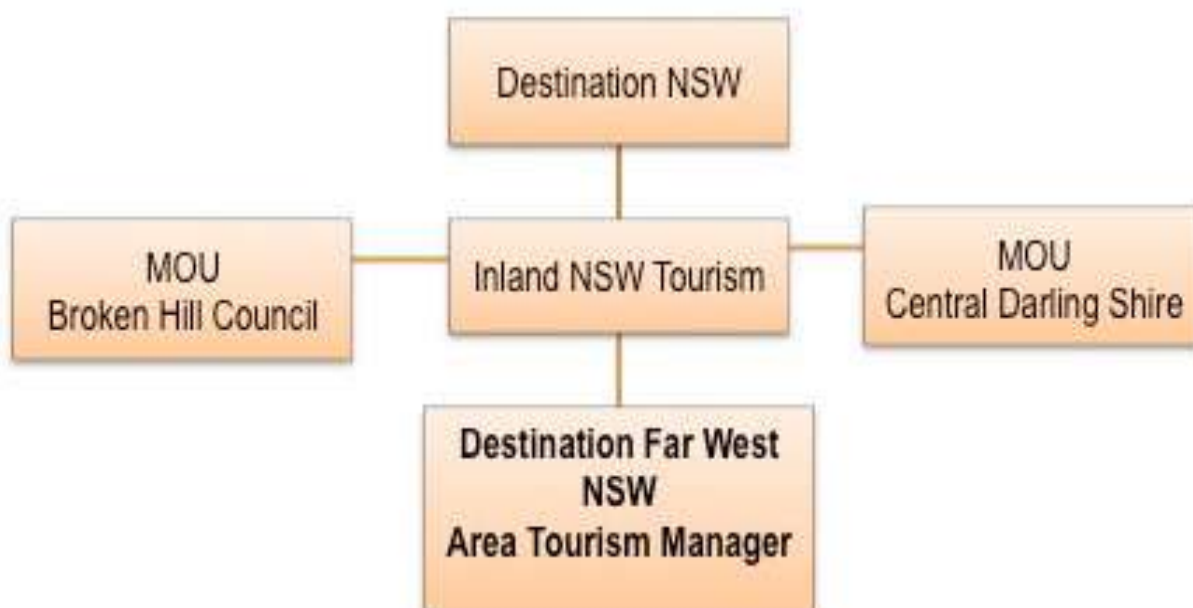 Destination NSW
MOU
Broken Hill Council
Inland NSW Tourism
MOU
Central Darling Shire
Destination Far West
NSW
Area Tourism Manager